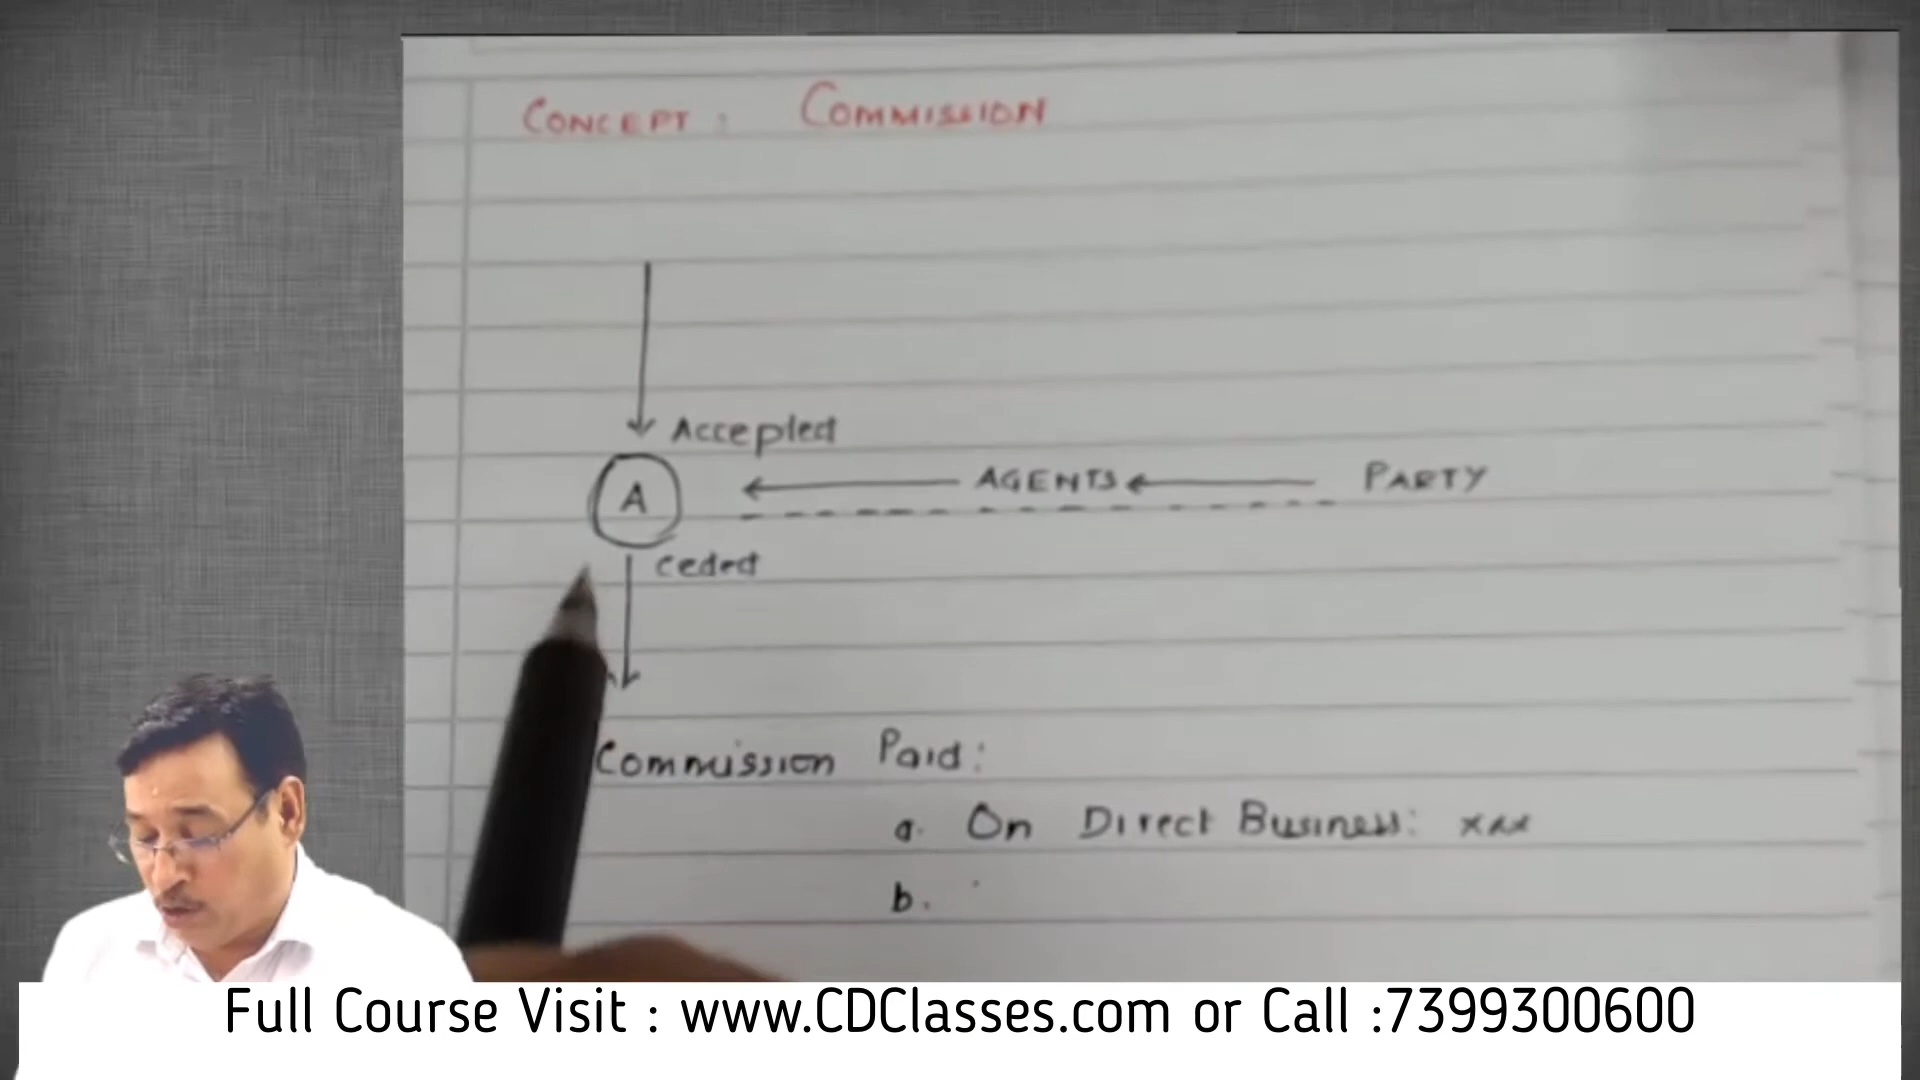 CONCEPT : COMMISSION
Accepted
A
AGENTS
PARTY
Ceded
Commission Paid:
a. On Direct Business: xxx
b.
Full Course Visit : www.CDClasses.com or Call :7399300600